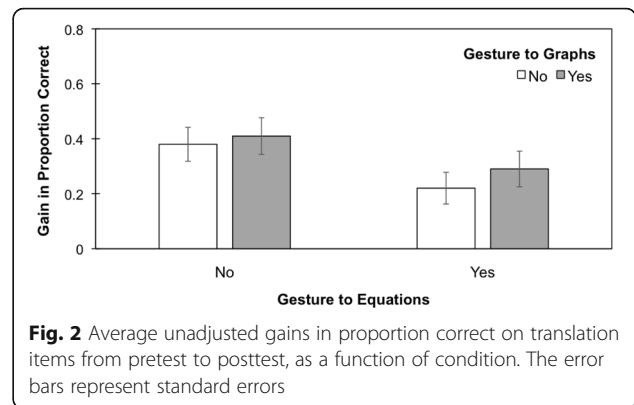 0.8
Gesture to Graphs
No Yes
0.6
0.4
0.2
0
Gain in Proportion Correct
No Yes
Gesture to Equations
Fig. 2 Average unadjusted gains in proportion correct on translation
items from pretest to posttest, as a function of condition. The error
bars represent standard errors